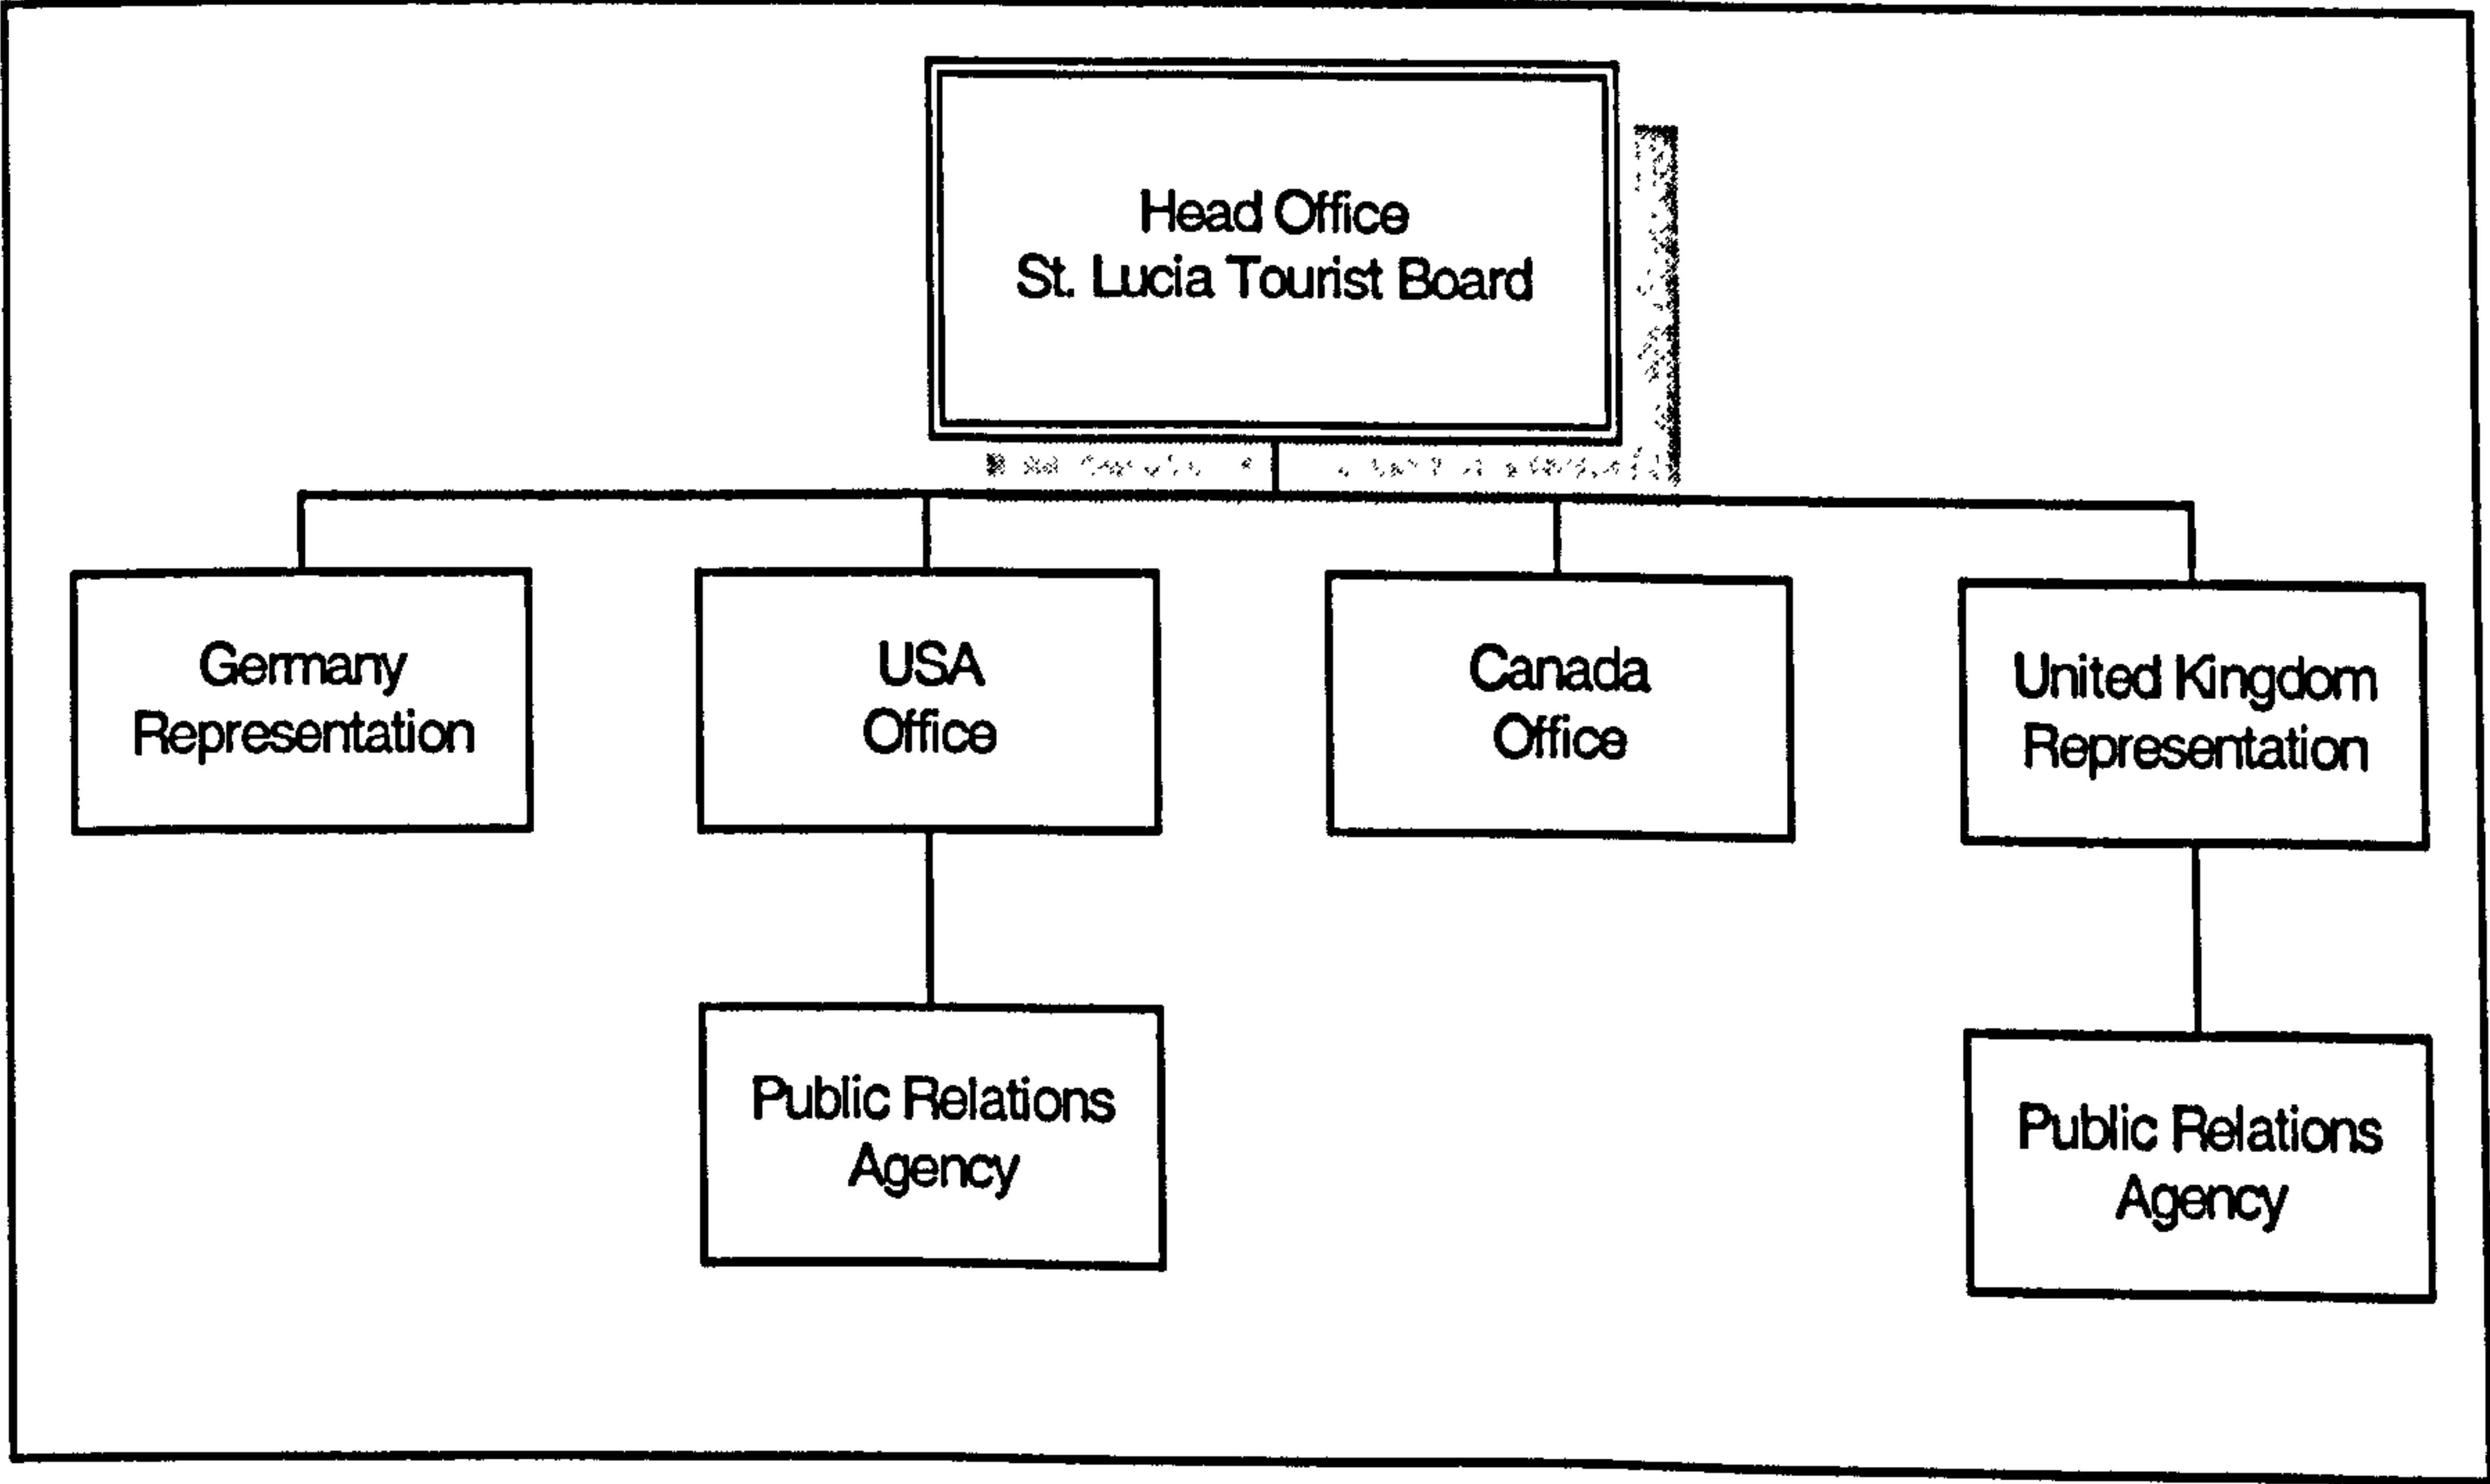 Head Office
St. Lucia Tourist Board
Germany
Representation
USA
Office
Canada
Office
United Kingdom
Representation
Public Relations
Agency
Public Relations
Agency